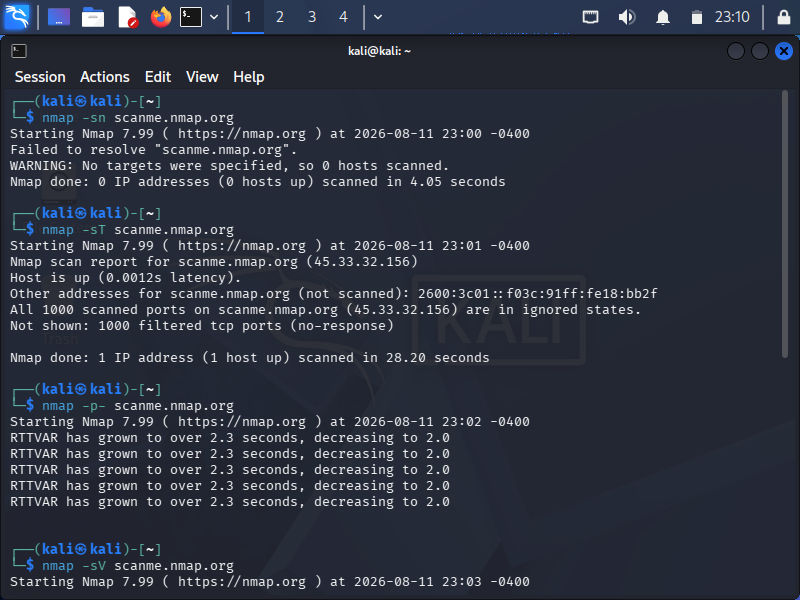 1 2 3 4 23:10
kali@kali: ~
Session Actions Edit View Help
┌──(kali㉿kali)-[~]
└─$ nmap -sn scanme.nmap.org
Starting Nmap 7.99 ( https://nmap.org ) at 2026-08-11 23:00 -0400
Failed to resolve "scanme.nmap.org".
WARNING: No targets were specified, so 0 hosts scanned.
Nmap done: 0 IP addresses (0 hosts up) scanned in 4.05 seconds
┌──(kali㉿kali)-[~]
└─$ nmap -sT scanme.nmap.org
Starting Nmap 7.99 ( https://nmap.org ) at 2026-08-11 23:01 -0400
Nmap scan report for scanme.nmap.org (45.33.32.156)
Host is up (0.0012s latency).
Other addresses for scanme.nmap.org (not scanned): 2600:3c01::f03c:91ff:fe18:bb2f
All 1000 scanned ports on scanme.nmap.org (45.33.32.156) are in ignored states.
Not shown: 1000 filtered tcp ports (no-response)
KALI
Trash
Nmap done: 1 IP address (1 host up) scanned in 28.20 seconds
┌──(kali㉿kali)-[~]
└─$ nmap -p- scanme.nmap.org
Starting Nmap 7.99 ( https://nmap.org ) at 2026-08-11 23:02 -0400
RTTVAR has grown to over 2.3 seconds, decreasing to 2.0
RTTVAR has grown to over 2.3 seconds, decreasing to 2.0
RTTVAR has grown to over 2.3 seconds, decreasing to 2.0
RTTVAR has grown to over 2.3 seconds, decreasing to 2.0
RTTVAR has grown to over 2.3 seconds, decreasing to 2.0
┌──(kali㉿kali)-[~]
└─$ nmap -sV scanme.nmap.org
Starting Nmap 7.99 ( https://nmap.org ) at 2026-08-11 23:03 -0400